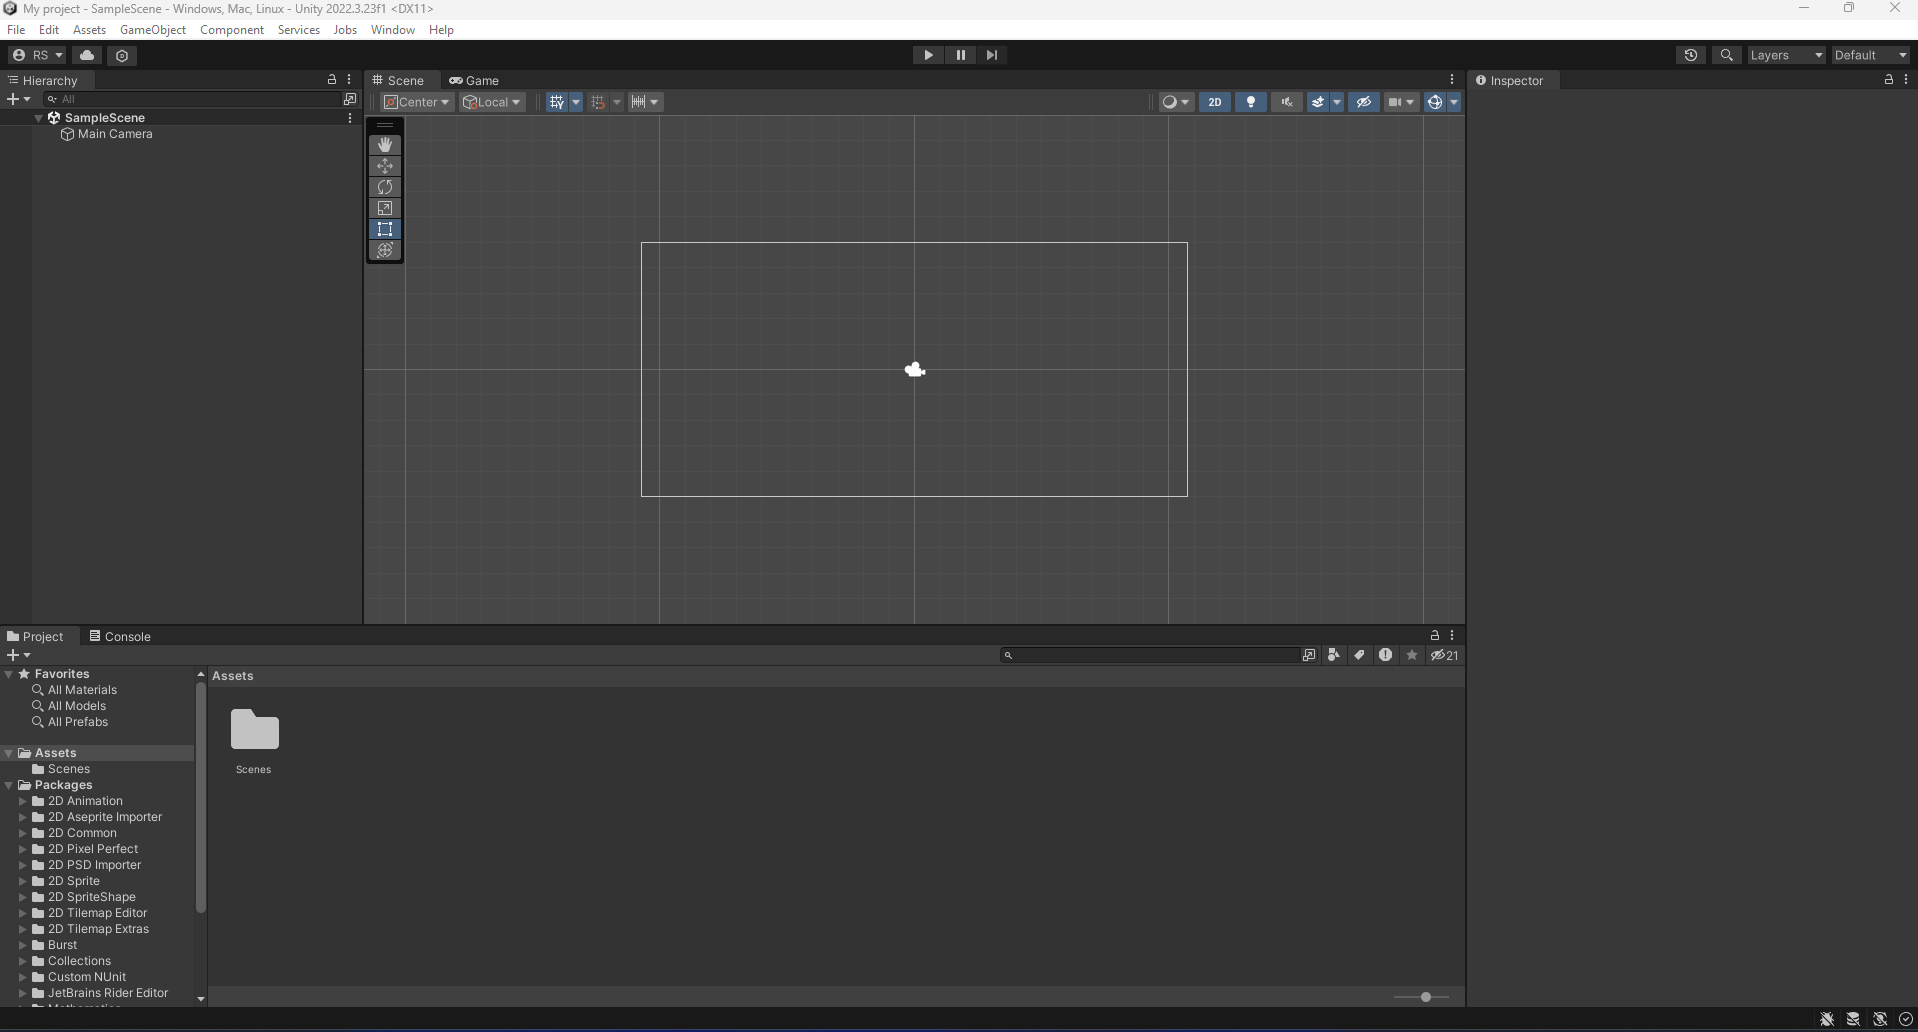 My project - SampleScene - Windows, Mac, Linux - Unity 2022.3.23f1 <DX11>
File Edit Assets GameObject Component Services Jobs Window Help
RS Layers Default
Hierarchy
All
SampleScene
Main Camera
Scene Game
Center Local 2D
Inspector
Project Console
21
Favorites
All Materials
All Models
All Prefabs
Assets
Scenes
Packages
2D Animation
2D Aseprite Importer
2D Common
2D Pixel Perfect
2D PSD Importer
2D Sprite
2D SpriteShape
2D Tilemap Editor
2D Tilemap Extras
Burst
Collections
Custom NUnit
JetBrains Rider Editor
Assets
Scenes